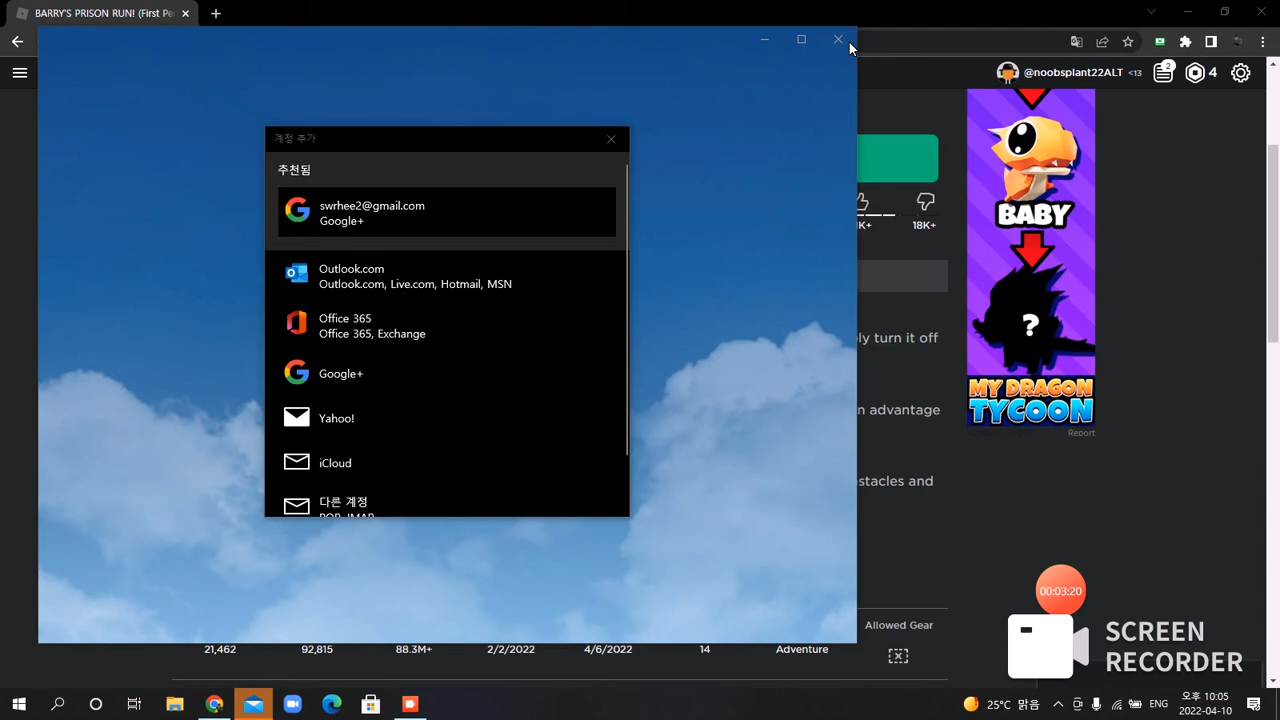 BARRY'S PRISON RUN! (First Pe
@noobsplant22ALT <13
2
4
계정 추가
추천됨
swrhee2@gmail.com
Google+
Outlook.com
Outlook.com, Live.com, Hotmail, MSN
Office 365
Office 365, Exchange
Google+
Yahoo!
iCloud
다른 계정
POP, IMAP
K+
18K+
ly turn it off
n advantage
stacles and
BABY
?
MY DRAGON
TYCOON
Report
Allowed Gear
21,462
92,815
88.3M+
2/2/2022
4/6/2022
14
Adventure
00:03:20
SCREEN
RECORDER
25°C 맑음
ENG
오후 10:05
2022-04-10